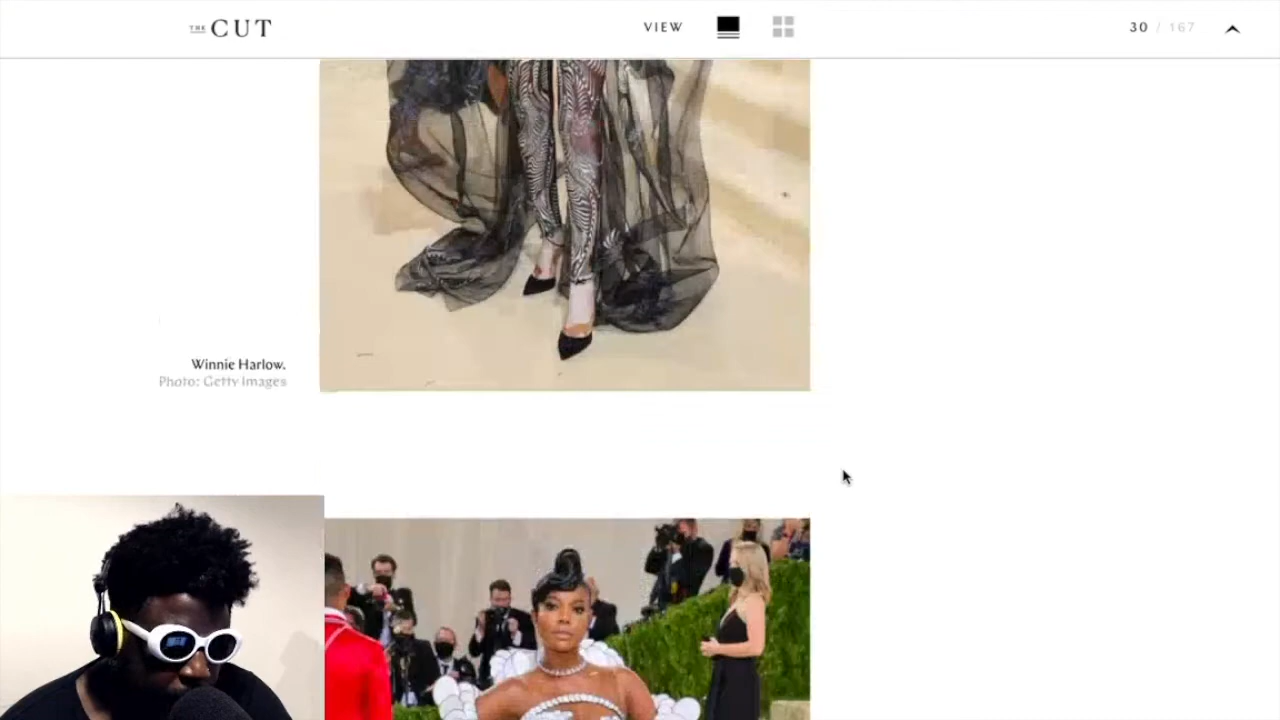 THE CUT
VIEW
30 / 167
Winnie Harlow.
Photo: Getty Images